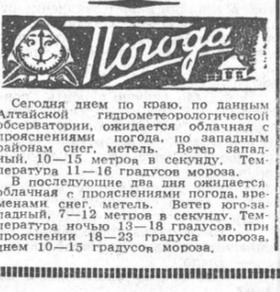 Погода
Сегодня днем по краю, по данным
Алтайской гидрометеорологической
обсерватории, ожидается облачная с
прояснениями погода, по западным
районам снег, метель. Ветер запад-
ный, 10—15 метров в секунду. Тем-
пература 11—16 градусов мороза.
В последующие два дня ожидается
облачная с прояснениями погода, вре-
менами снег, метель. Ветер юго-за-
падный, 7—12 метров в секунду. Тем-
пература ночью 13—18 градусов, при
прояснении 18—23 градуса мороза,
днем 10—15 градусов мороза.